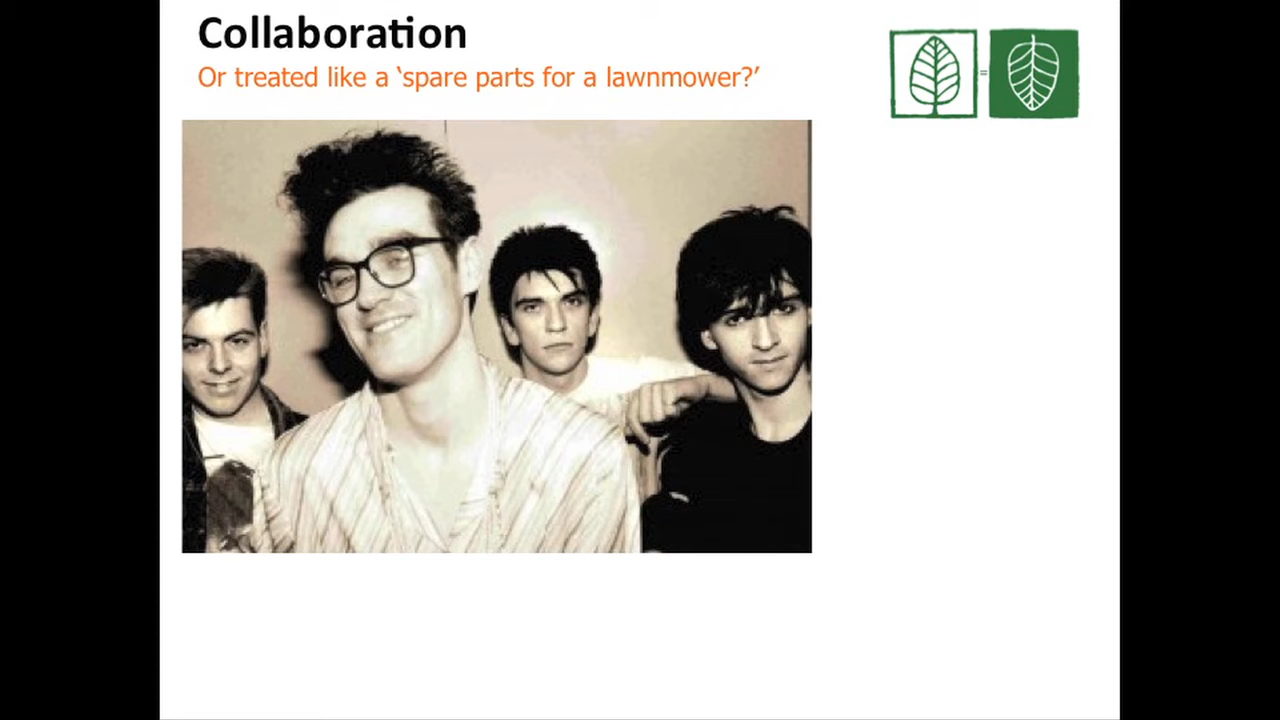 Collaboration
Or treated like a ‘spare parts for a lawnmower?’
=